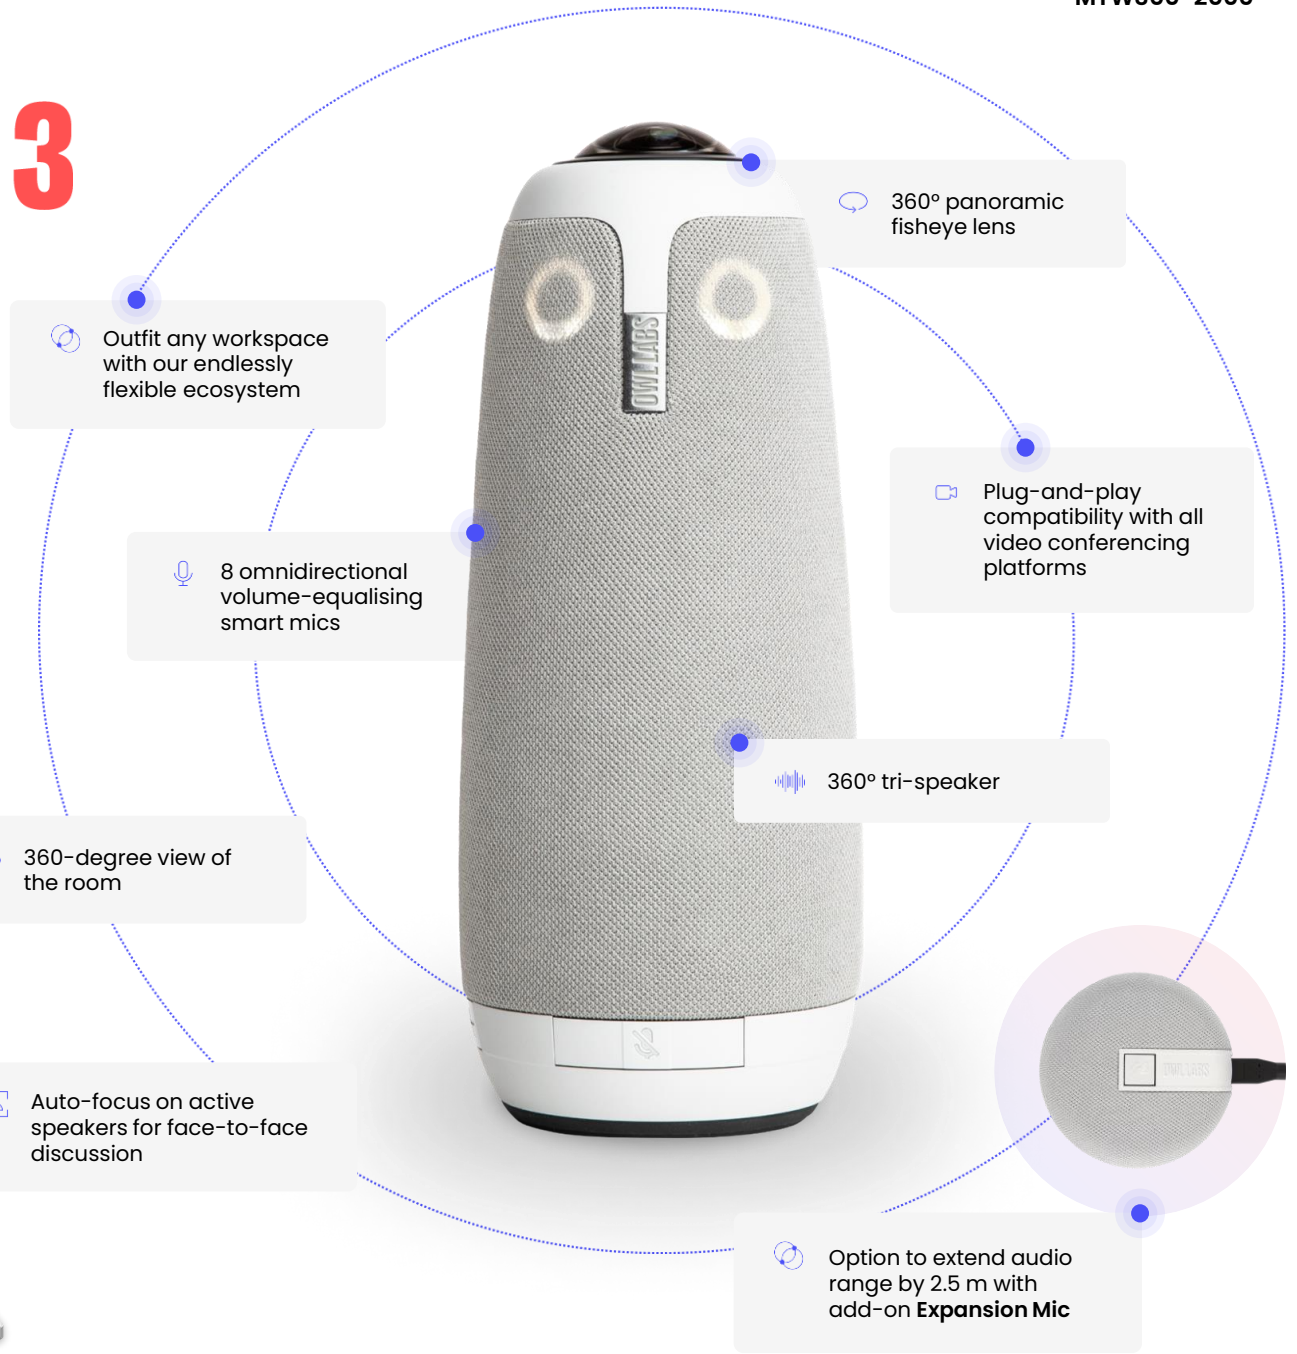 3
360° panoramic
fisheye lens
Outfit any workspace
with our endlessly
flexible ecosystem
OWL LABS
Plug-and-play
compatibility with all
video conferencing
platforms
8 omnidirectional
volume-equalising
smart mics
360° tri-speaker
360-degree view of
the room
OWL LABS
Auto-focus on active
speakers for face-to-face
discussion
Option to extend audio
range by 2.5 m with
add-on Expansion Mic